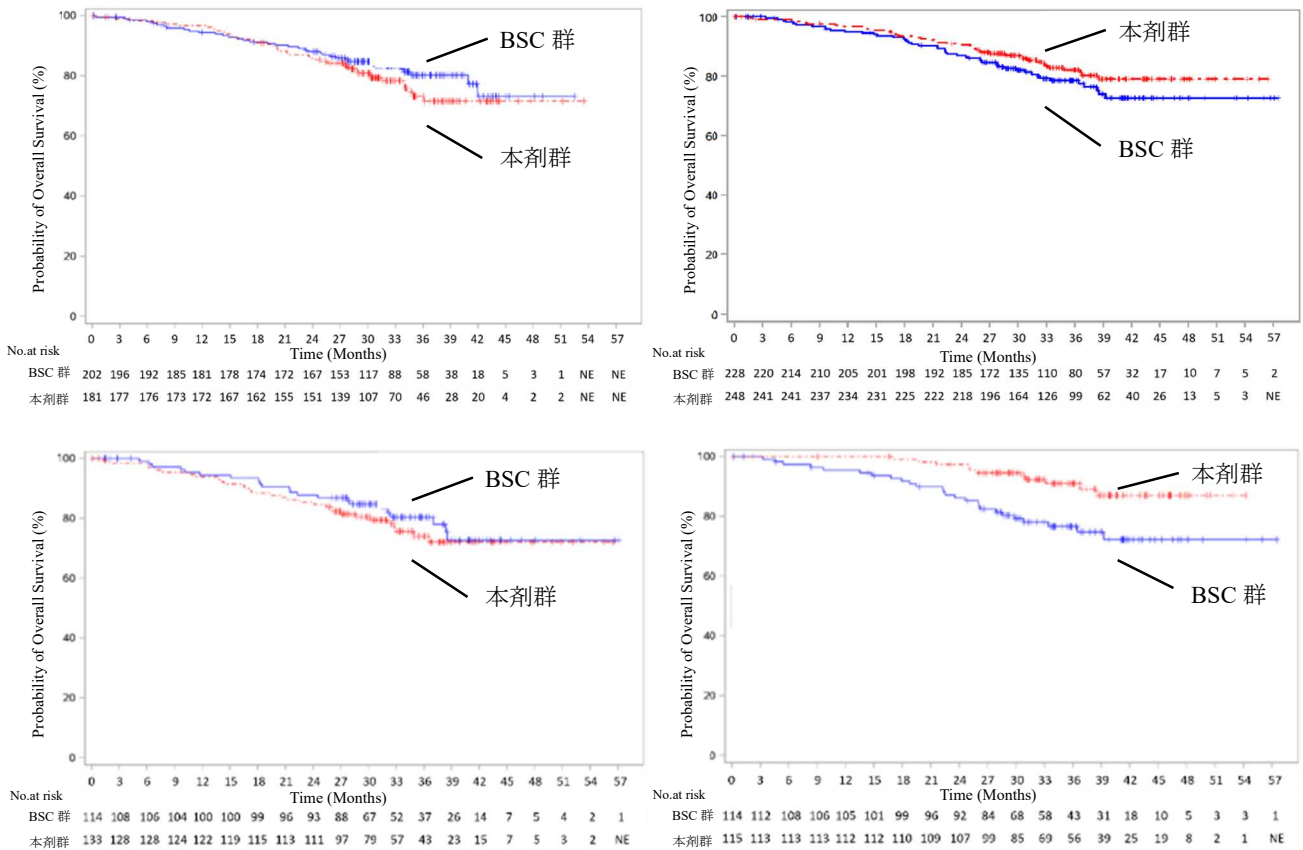 Probability of Overall Survival (%)
100
80
60
40
20
0
BSC 群
本剤群
0 3 6 9 12 15 18 21 24 27 30 33 36 39 42 45 48 51 54 57
Time (Months)
No.at risk
BSC 群 202 196 192 185 181 178 174 172 167 153 117 88 58 38 18 5 3 1 NE NE
本剤群 181 177 176 173 172 167 162 155 151 139 107 70 46 28 20 4 2 2 NE NE
Probability of Overall Survival (%)
100
80
60
40
20
0
本剤群
BSC 群
0 3 6 9 12 15 18 21 24 27 30 33 36 39 42 45 48 51 54 57
Time (Months)
No.at risk
BSC 群 228 220 214 210 205 201 198 192 185 172 135 110 80 57 32 17 10 7 5 2
本剤群 248 241 241 237 234 231 225 222 218 196 164 126 99 62 40 26 13 5 3 NE
Probability of Overall Survival (%)
100
80
60
40
20
0
BSC 群
本剤群
0 3 6 9 12 15 18 21 24 27 30 33 36 39 42 45 48 51 54 57
Time (Months)
No.at risk
BSC 群 114 108 106 104 100 100 99 96 93 88 67 52 37 26 14 7 5 4 2 1
本剤群 133 128 128 124 122 119 115 113 111 97 79 57 43 23 15 7 5 3 2 NE
Probability of Overall Survival (%)
100
80
60
40
20
0
本剤群
BSC 群
0 3 6 9 12 15 18 21 24 27 30 33 36 39 42 45 48 51 54 57
Time (Months)
No.at risk
BSC 群 114 112 108 106 105 101 99 96 92 84 68 58 43 31 18 10 5 3 3 1
本剤群 115 113 113 113 112 112 110 109 107 99 85 69 56 39 25 19 8 2 1 NE